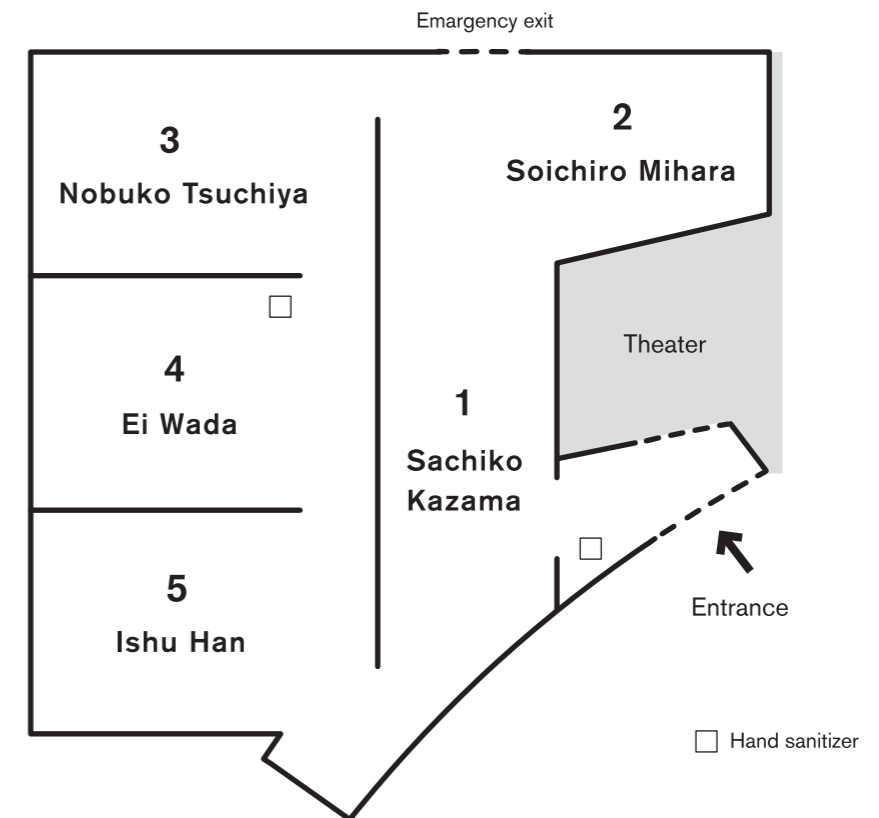 Emargency exit
3
Nobuko Tsuchiya
2
Soichiro Mihara
Theater
4
Ei Wada
1
Sachiko
Kazama
5
Ishu Han
Entrance
Hand sanitizer